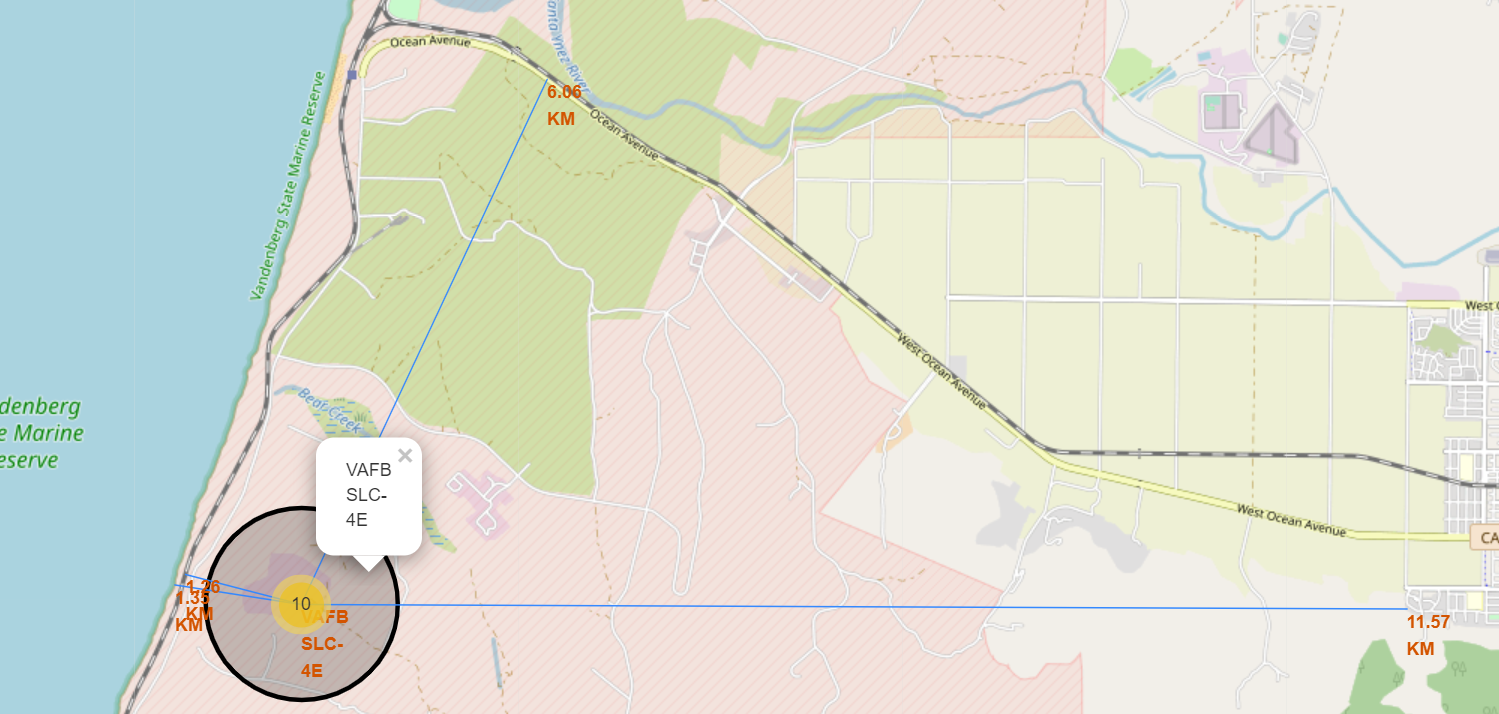 Ocean Avenue
Santa Ynez River
Vandenberg State Marine Reserve
6.06
KM
Ocean Avenue
West
West Ocean Avenue
denberg
e Marine
eserve
Bear Creek
×
VAFB
SLC-
4E
West Ocean Avenue
CA
1.26
KM
1.35
KM
10
VAFB
SLC-
4E
11.57
KM